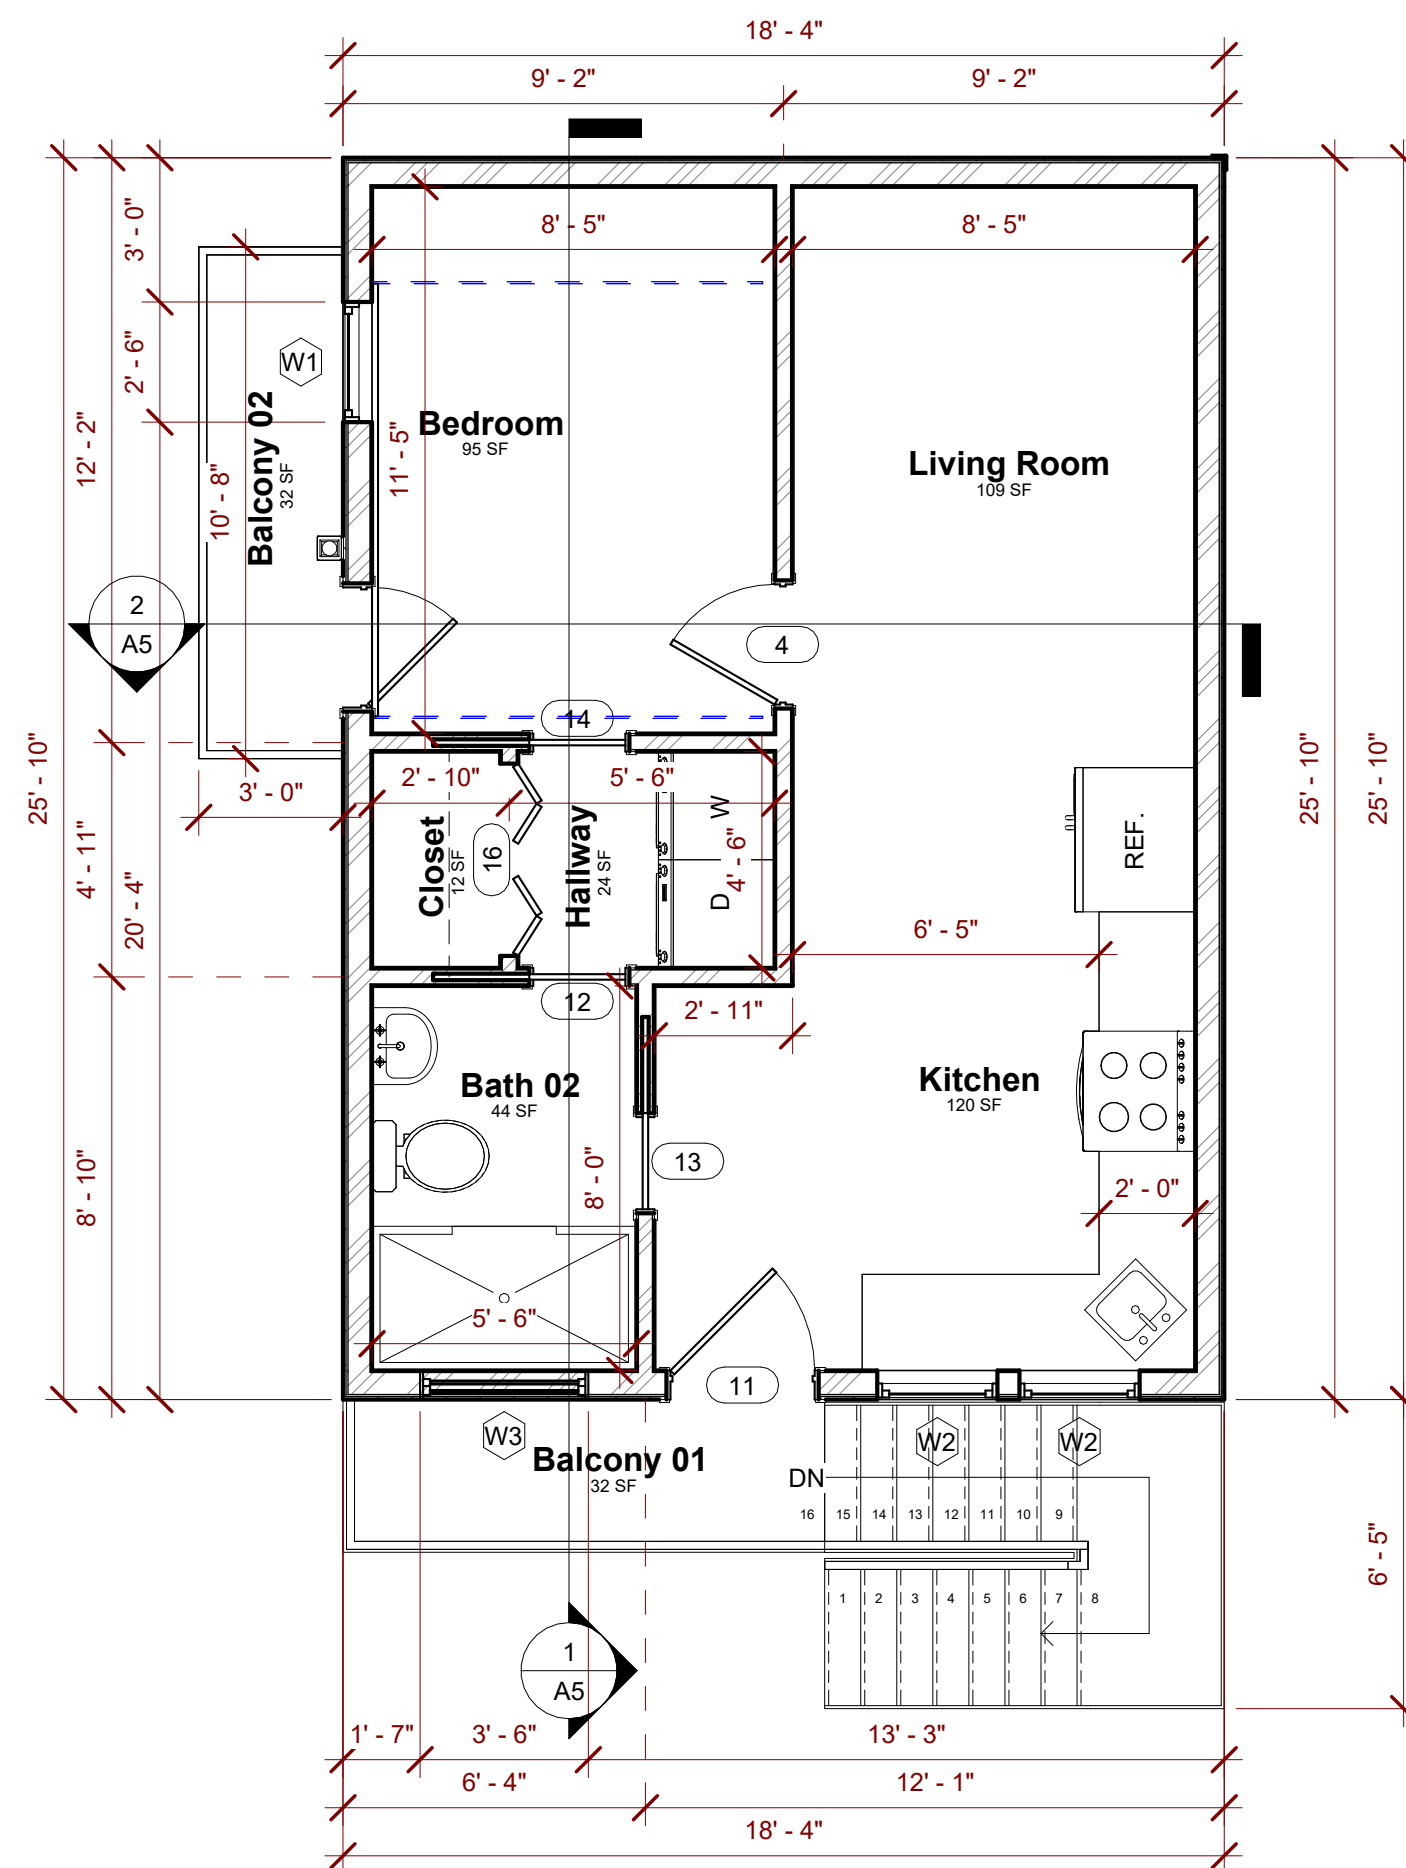 18' - 4"
9' - 2"
9' - 2"
3' - 0"
8' - 5"
8' - 5"
2' - 6"
W1
12' - 2"
Balcony 02
32 SF
10' - 8"
11' - 5"
Bedroom
95 SF
Living Room
109 SF
2
A5
4
14
25' - 10"
3' - 0"
2' - 10"
5' - 6"
25' - 10"
25' - 10"
4' - 11"
20' - 4"
Closet
12 SF
16
Hallway
24 SF
W
D
4' - 6"
REF.
6' - 5"
12
2' - 11"
Bath 02
44 SF
Kitchen
120 SF
13
8' - 10"
8' - 0"
2' - 0"
5' - 6"
11
W3
Balcony 01
32 SF
W2
W2
DN
16 15 14 13 12 11 10 9
6' - 5"
1 2 3 4 5 6 7 8
1
A5
1' - 7"
3' - 6"
13' - 3"
6' - 4"
12' - 1"
18' - 4"